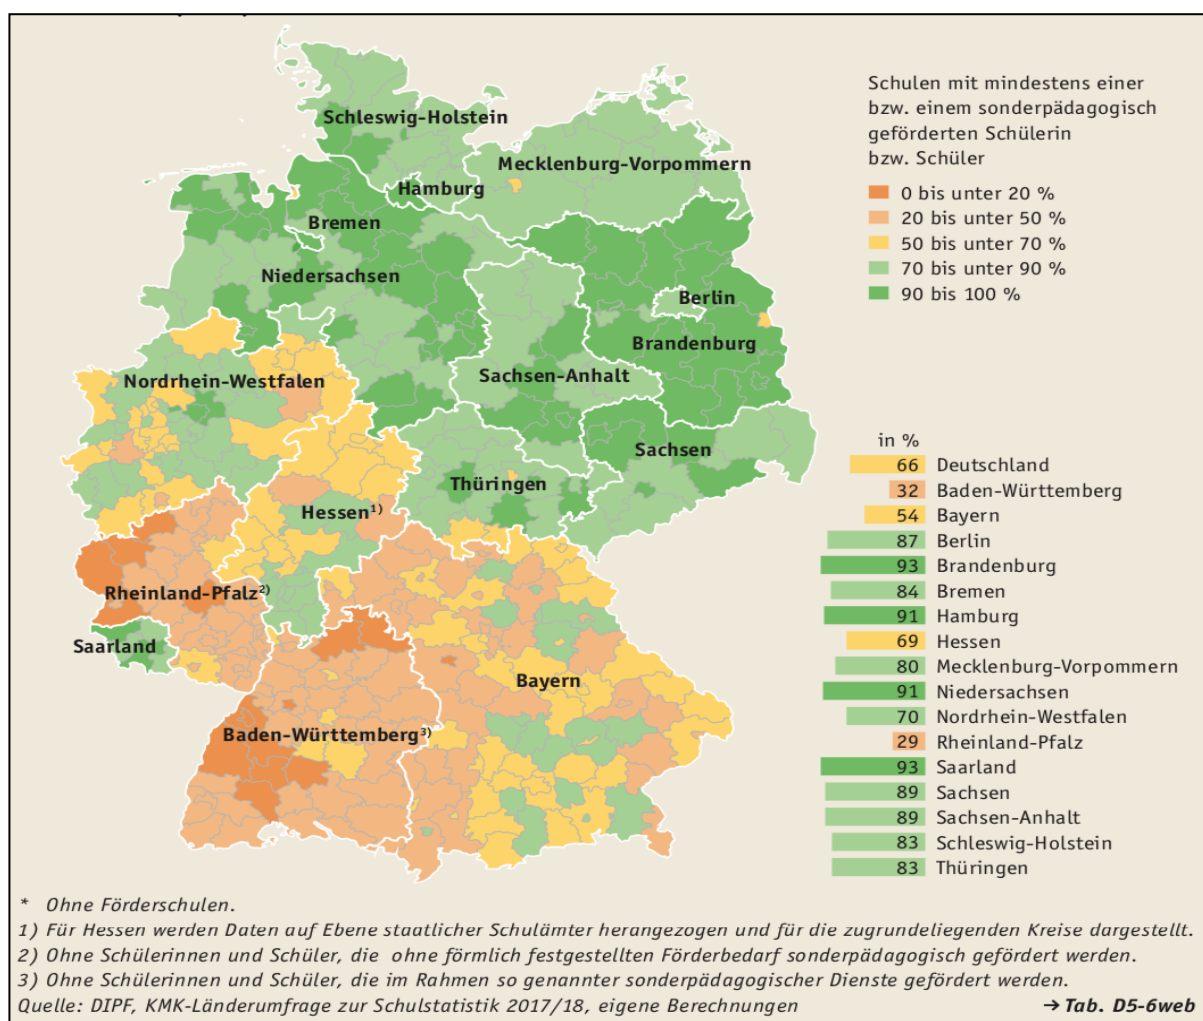 Schulen mit mindestens einer
bzw. einem sonderpädagogisch
geförderten Schülerin
bzw. Schüler
0 bis unter 20 %
20 bis unter 50 %
50 bis unter 70 %
70 bis unter 90 %
90 bis 100 %
Schleswig-Holstein
Mecklenburg-Vorpommern
Hamburg
Bremen
Niedersachsen
Berlin
Brandenburg
Sachsen-Anhalt
Nordrhein-Westfalen
Sachsen
Thüringen
Hessen1)
Rheinland-Pfalz2)
Saarland
Bayern
Baden-Württemberg3)
in %
66 Deutschland
32 Baden-Württemberg
54 Bayern
87 Berlin
93 Brandenburg
84 Bremen
91 Hamburg
69 Hessen
80 Mecklenburg-Vorpommern
91 Niedersachsen
70 Nordrhein-Westfalen
29 Rheinland-Pfalz
93 Saarland
89 Sachsen
89 Sachsen-Anhalt
83 Schleswig-Holstein
83 Thüringen
* Ohne Förderschulen.
1) Für Hessen werden Daten auf Ebene staatlicher Schulämter herangezogen und für die zugrundeliegenden Kreise dargestellt.
2) Ohne Schülerinnen und Schüler, die ohne förmlich festgestellten Förderbedarf sonderpädagogisch gefördert werden.
3) Ohne Schülerinnen und Schüler, die im Rahmen so genannter sonderpädagogischer Dienste gefördert werden.
Quelle: DIPF, KMK-Länderumfrage zur Schulstatistik 2017/18, eigene Berechnungen → Tab. D5-6web